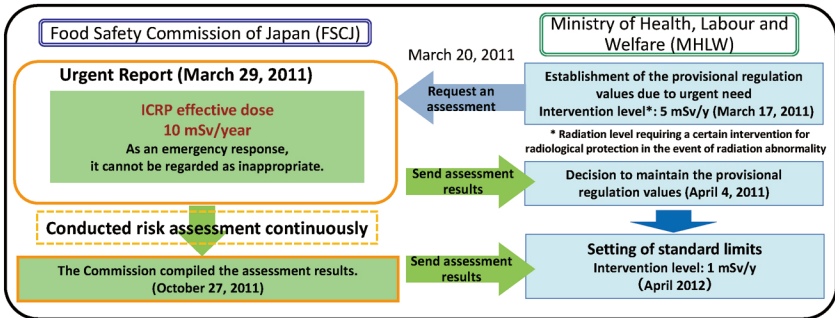 Food Safety Commission of Japan (FSCJ)
Ministry of Health, Labour and
Welfare (MHLW)
March 20, 2011
Urgent Report (March 29, 2011)
ICRP effective dose
10 mSv/year
As an emergency response,
it cannot be regarded as inappropriate.
Request an
assessment
Establishment of the provisional regulation
values due to urgent need
Intervention level*: 5 mSv/y (March 17, 2011)
* Radiation level requiring a certain intervention for
radiological protection in the event of radiation abnormality
Send assessment
results
Decision to maintain the provisional
regulation values (April 4, 2011)
Conducted risk assessment continuously
The Commission compiled the assessment results.
(October 27, 2011)
Send assessment
results
Setting of standard limits
Intervention level: 1 mSv/y
(April 2012)